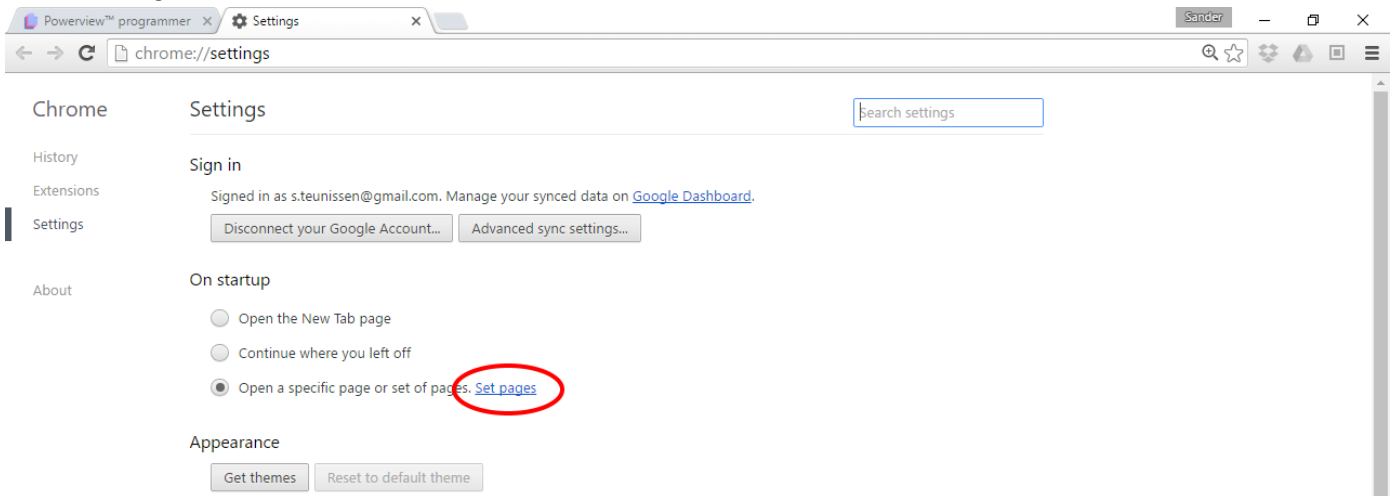 Powerview™ programmer
Settings
Sander
chrome://settings
Chrome
Settings
Search settings
History
Extensions
Settings
About
Sign in
Signed in as s.teunissen@gmail.com. Manage your synced data on Google Dashboard.
Disconnect your Google Account... Advanced sync settings...
On startup
Open the New Tab page
Continue where you left off
Open a specific page or set of pages. Set pages
Appearance
Get themes Reset to default theme